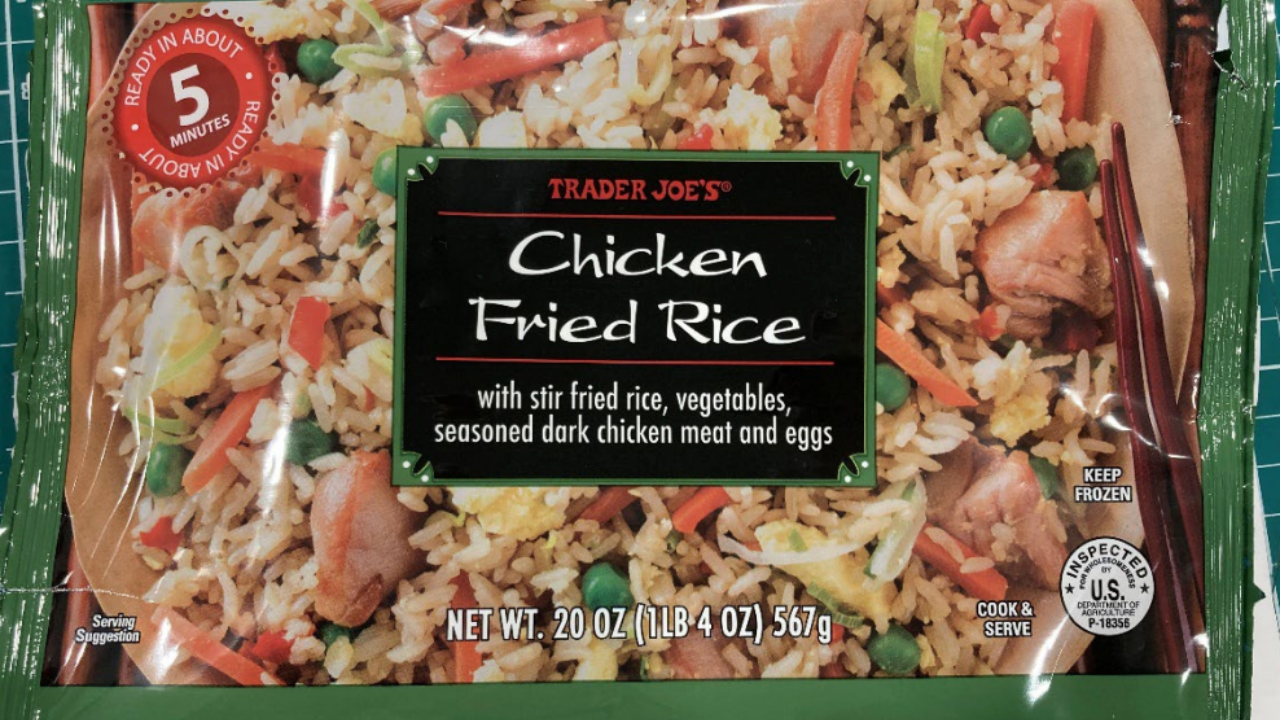 READY IN ABOUT
5
MINUTES
READY IN ABOUT
TRADER JOE'S®
Chicken
Fried Rice
with stir fried rice, vegetables,
seasoned dark chicken meat and eggs
KEEP
FROZEN
INSPECTED
FOR WHOLESOMENESS
BY
U.S.
DEPARTMENT OF
AGRICULTURE
P-18356
COOK &
SERVE
Serving
Suggestion
NET WT. 20 OZ (1LB 4 OZ) 567g